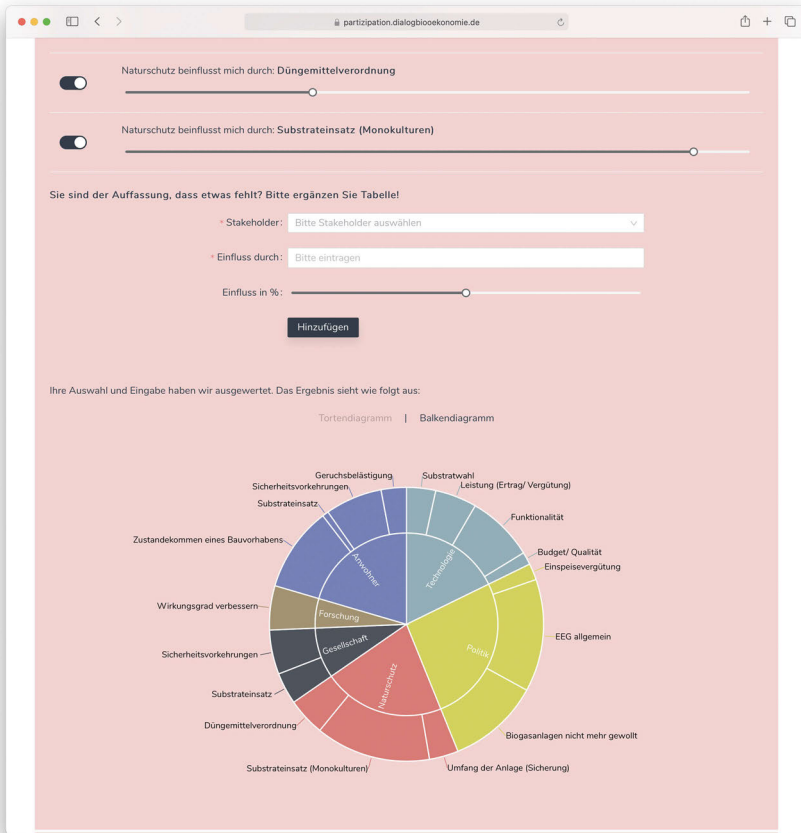 partizipation.dialogbiooekonomie.de
Naturschutz beinflusst mich durch: Düngemittelverordnung
Naturschutz beinflusst mich durch: Substrateinsatz (Monokulturen)
Sie sind der Auffassung, dass etwas fehlt? Bitte ergänzen Sie Tabelle!
* Stakeholder: Bitte Stakeholder auswählen
* Einfluss durch: Bitte eintragen
Einfluss in %:
Hinzufügen
Ihre Auswahl und Eingabe haben wir ausgewertet. Das Ergebnis sieht wie folgt aus:
Tortendiagramm | Balkendiagramm
Geruchsbelästigung
Substratwahl
Sicherheitsvorkehrungen
Leistung (Ertrag/ Vergütung)
Substrateinsatz
Funktionalität
Zustandekommen eines Bauvorhabens
Budget/ Qualität
Einspeisevergütung
Anwohner
Technologie
Wirkungsgrad verbessern
Forschung
EEG allgemein
Gesellschaft
Politik
Sicherheitsvorkehrungen
Naturschutz
Substrateinsatz
Düngemittelverordnung
Biogasanlagen nicht mehr gewollt
Substrateinsatz (Monokulturen)
Umfang der Anlage (Sicherung)